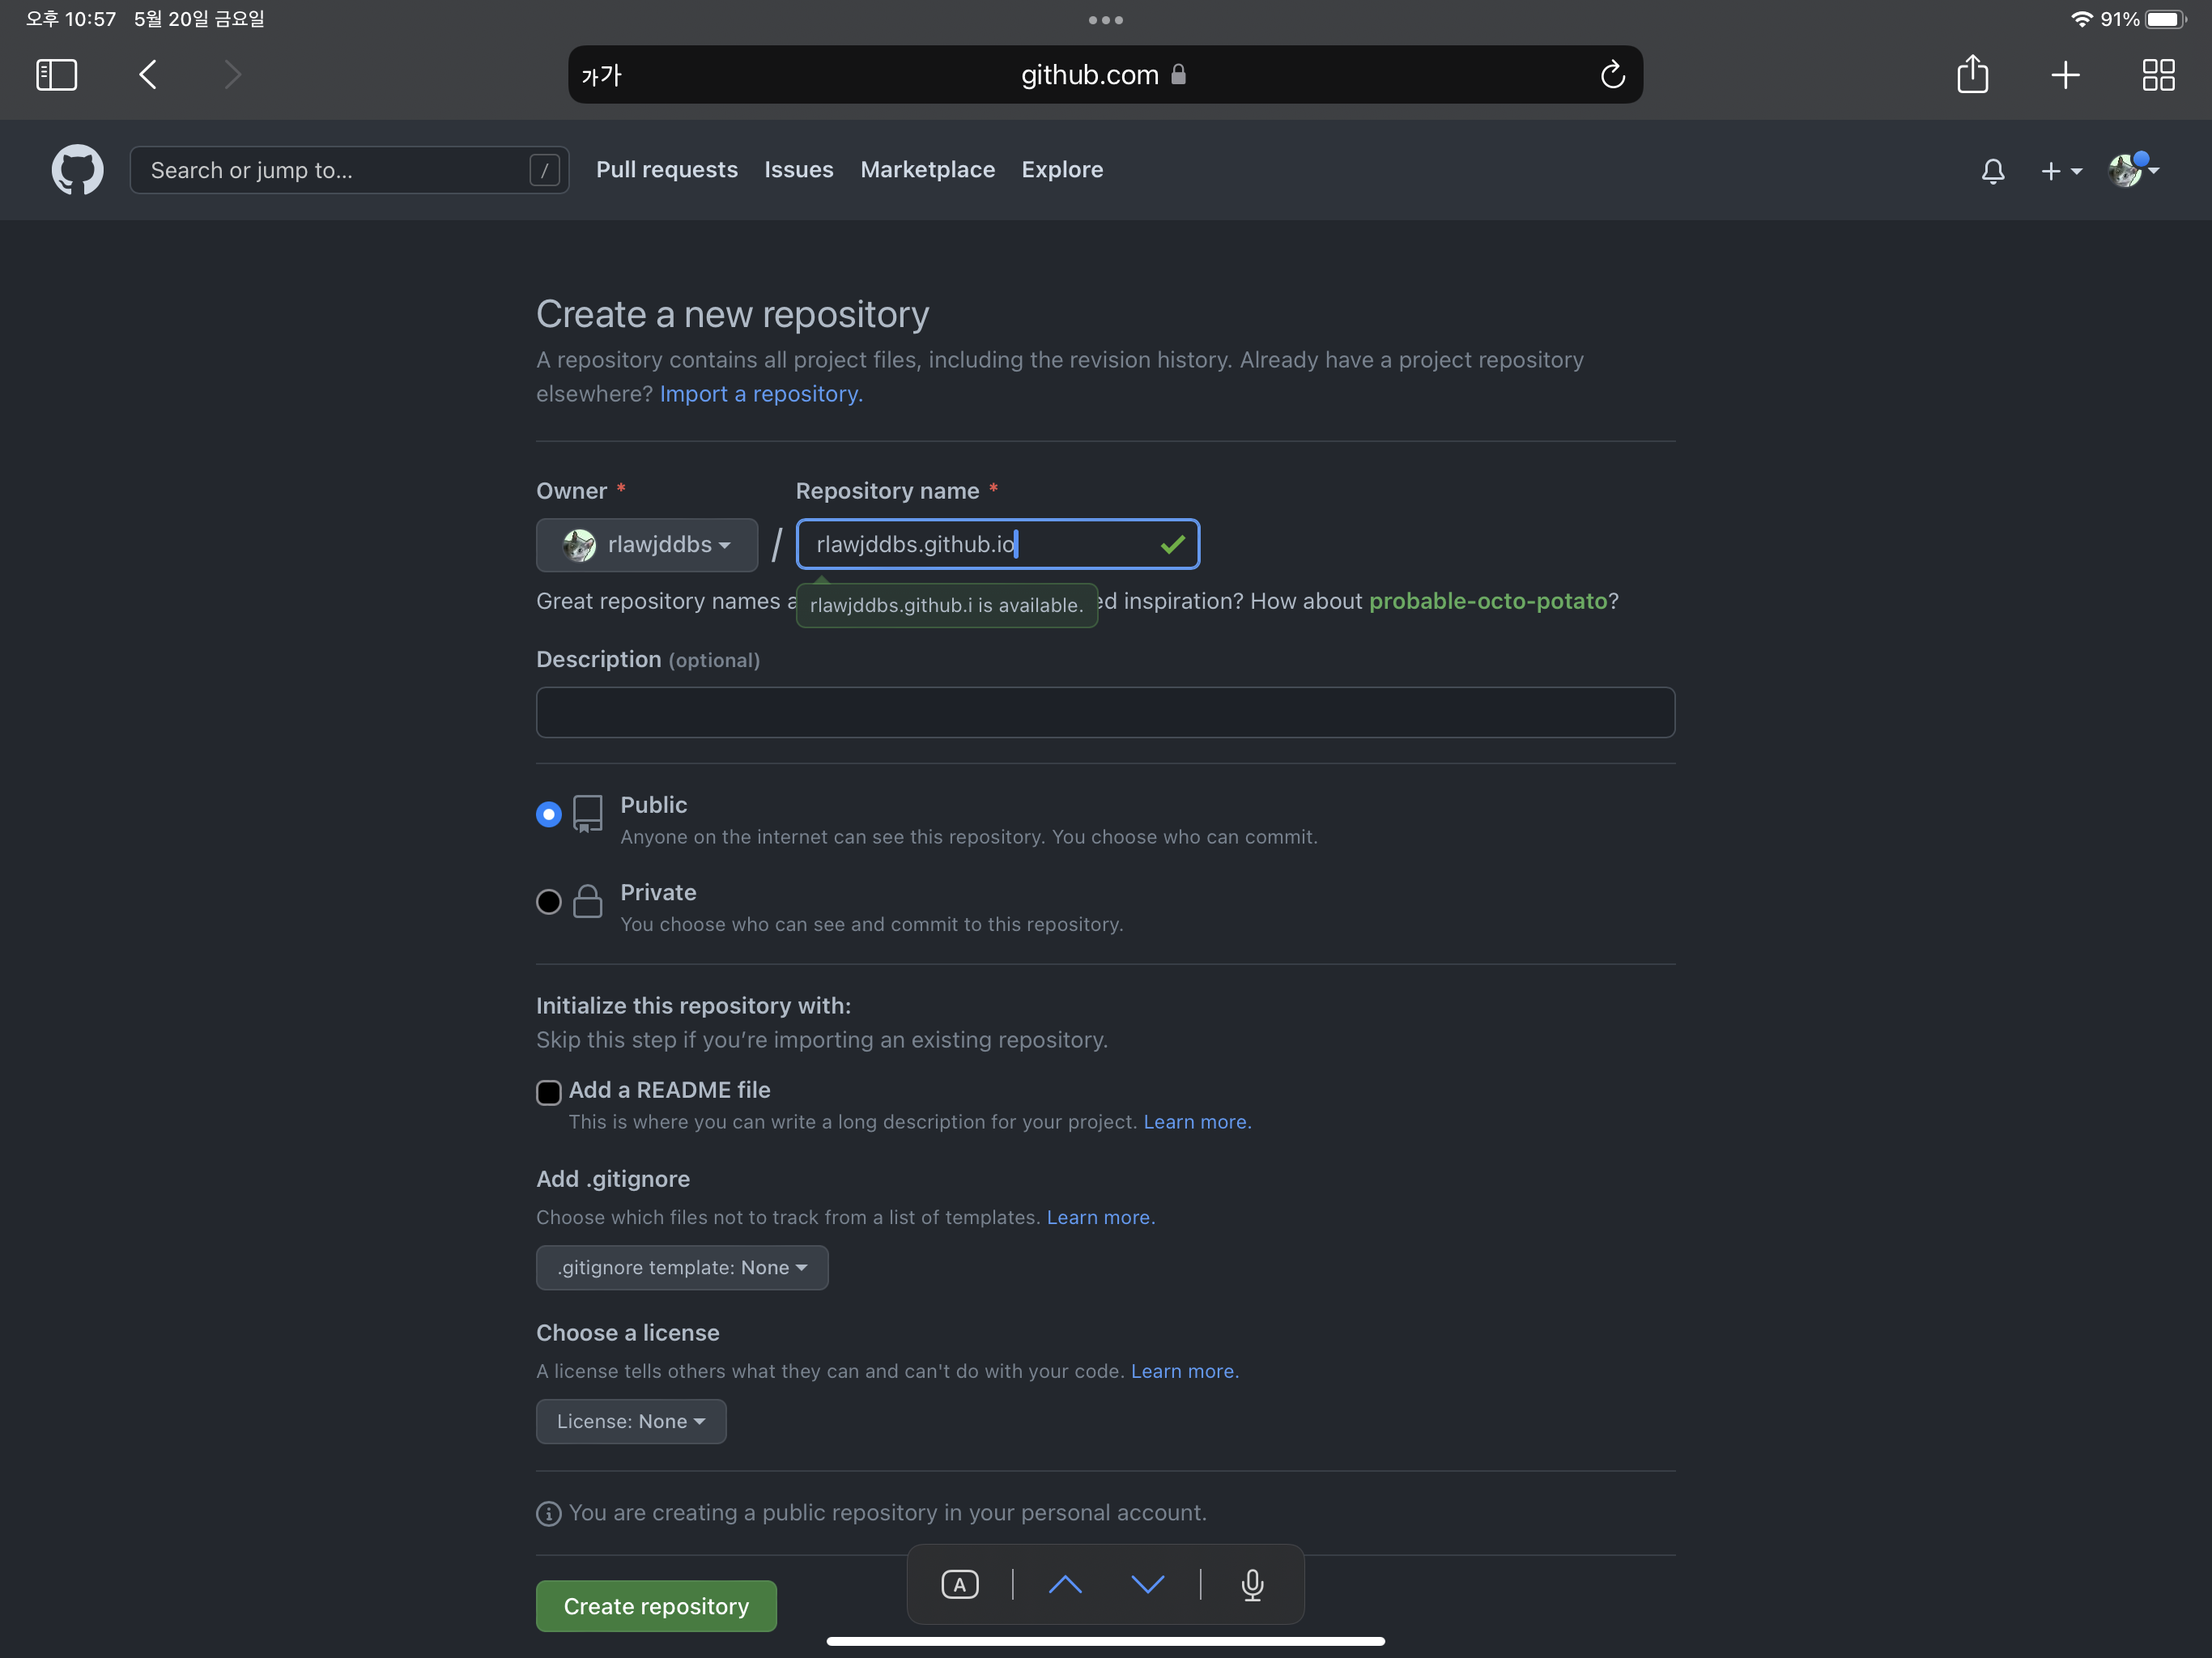 오후 10:57 5월 20일 금요일
91%
가가
github.com
Search or jump to... /
Pull requests Issues Marketplace Explore
Create a new repository
A repository contains all project files, including the revision history. Already have a project repository
elsewhere? Import a repository.
Owner * Repository name *
rlawjddbs / rlawjddbs.github.io
Great repository names a
rlawjddbs.github.i is available.
ed inspiration? How about probable-octo-potato?
Description (optional)
Public
Anyone on the internet can see this repository. You choose who can commit.
Private
You choose who can see and commit to this repository.
Initialize this repository with:
Skip this step if you’re importing an existing repository.
Add a README file
This is where you can write a long description for your project. Learn more.
Add .gitignore
Choose which files not to track from a list of templates. Learn more.
.gitignore template: None
Choose a license
A license tells others what they can and can't do with your code. Learn more.
License: None
You are creating a public repository in your personal account.
A
Create repository